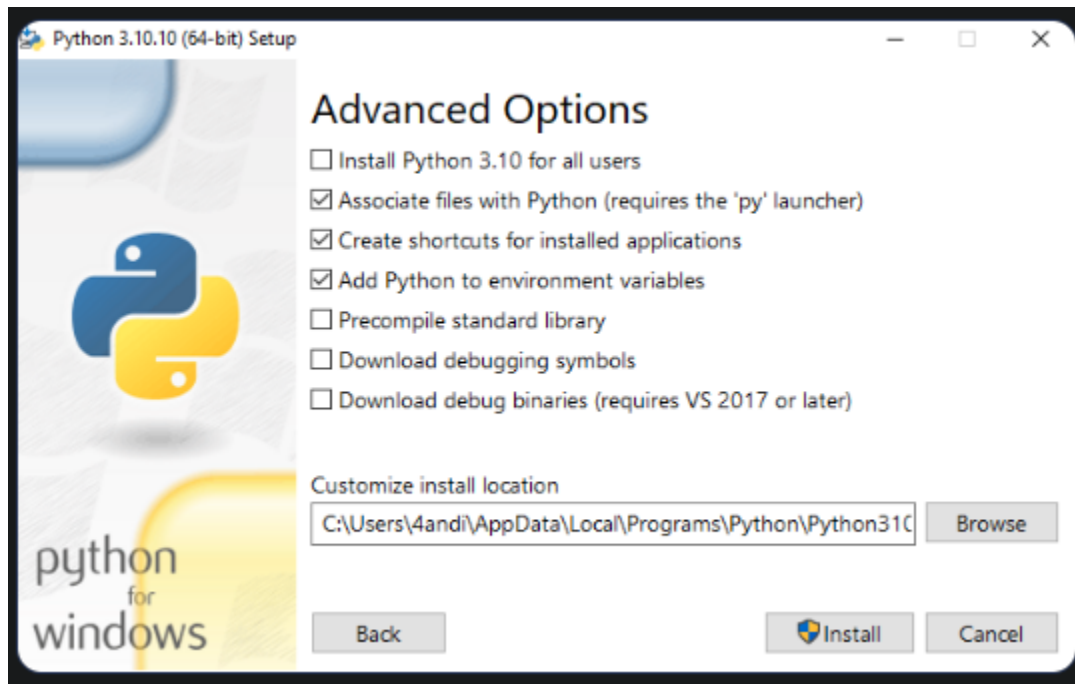 Python 3.10.10 (64-bit) Setup
Advanced Options
Install Python 3.10 for all users
Associate files with Python (requires the 'py' launcher)
Create shortcuts for installed applications
Add Python to environment variables
Precompile standard library
Download debugging symbols
Download debug binaries (requires VS 2017 or later)
Customize install location
C:\Users\4andi\AppData\Local\Programs\Python\Python310
Browse
python
for
windows
Back
Install
Cancel